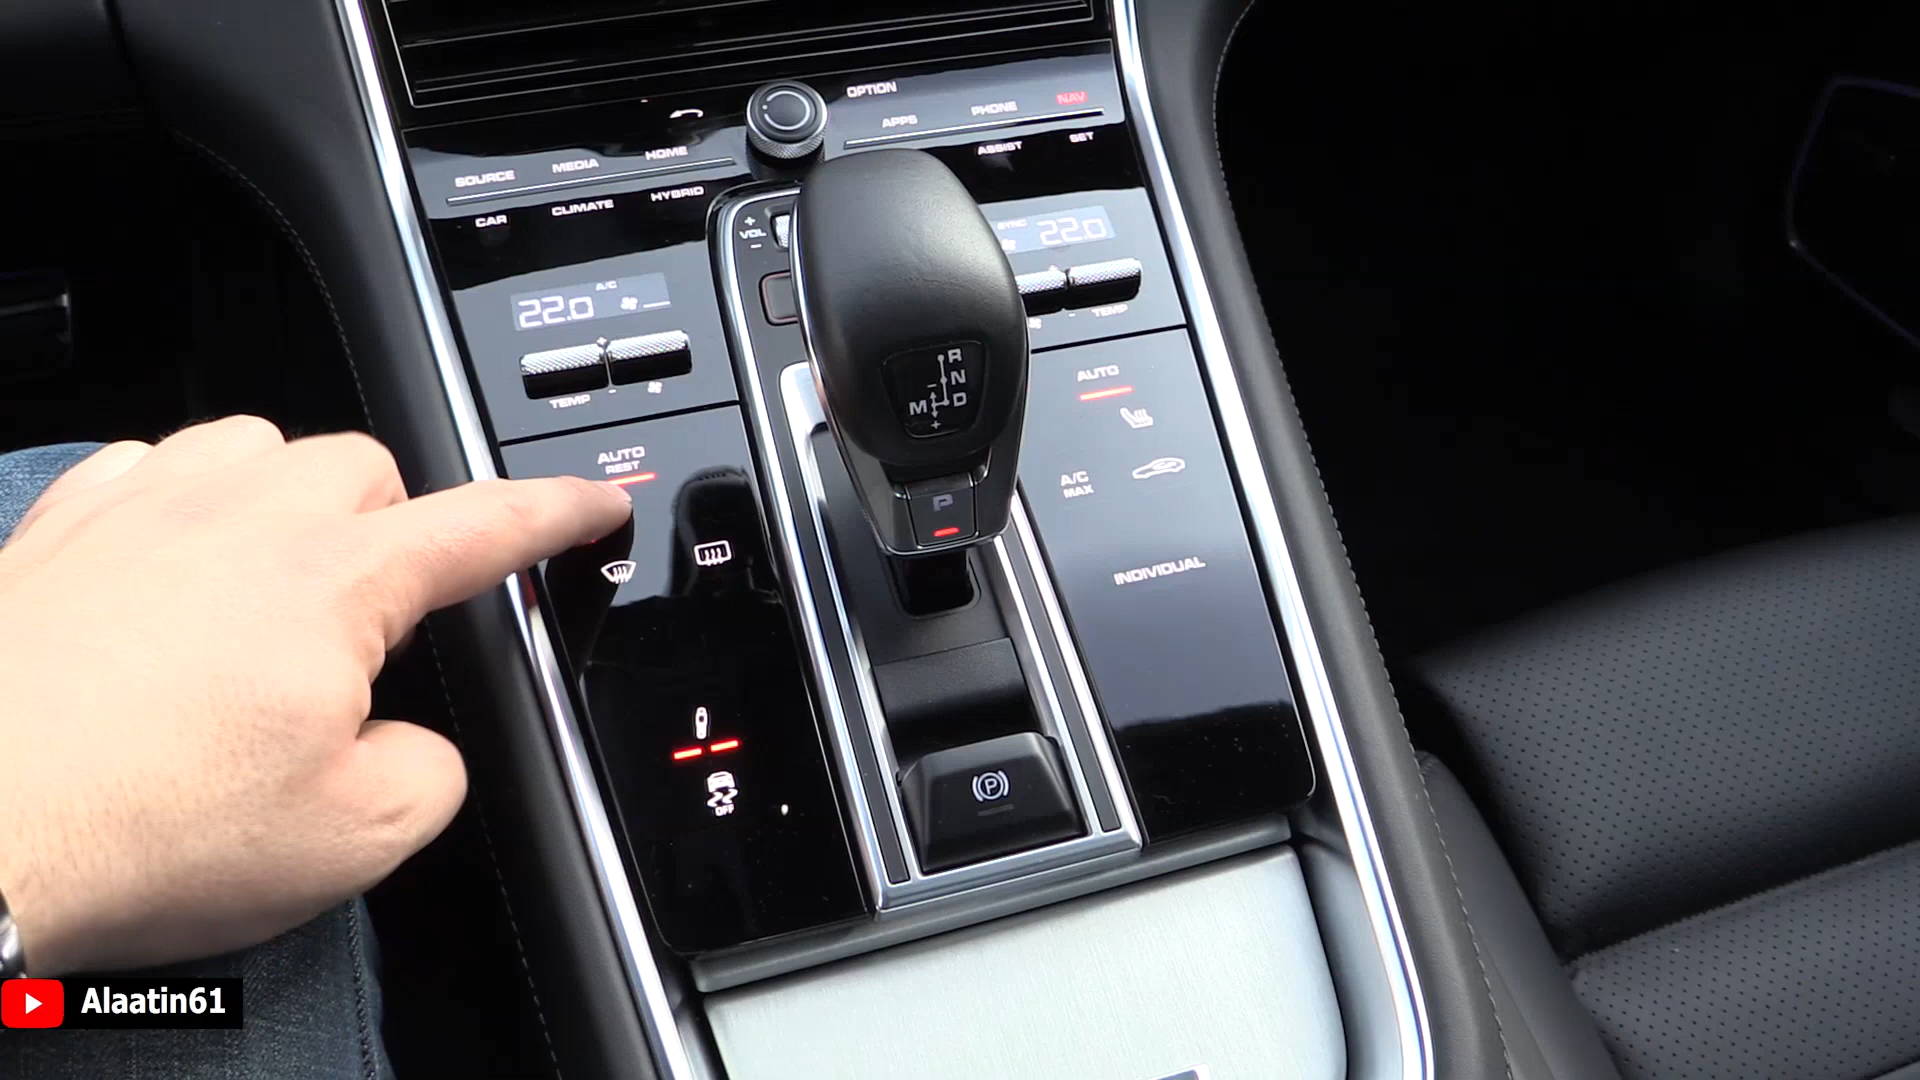 OPTION
SOURCE MEDIA HOME
APPS PHONE NAV
CAR CLIMATE HYBRID
ASSIST SET
+
VOL
-
A/C
22.0
+
TEMP -
SYNC
22.0
+
- TEMP
AUTO
REST
AUTO
A/C
MAX
INDIVIDUAL
OFF
R
- N
M D
+
P
P
Alaatin61